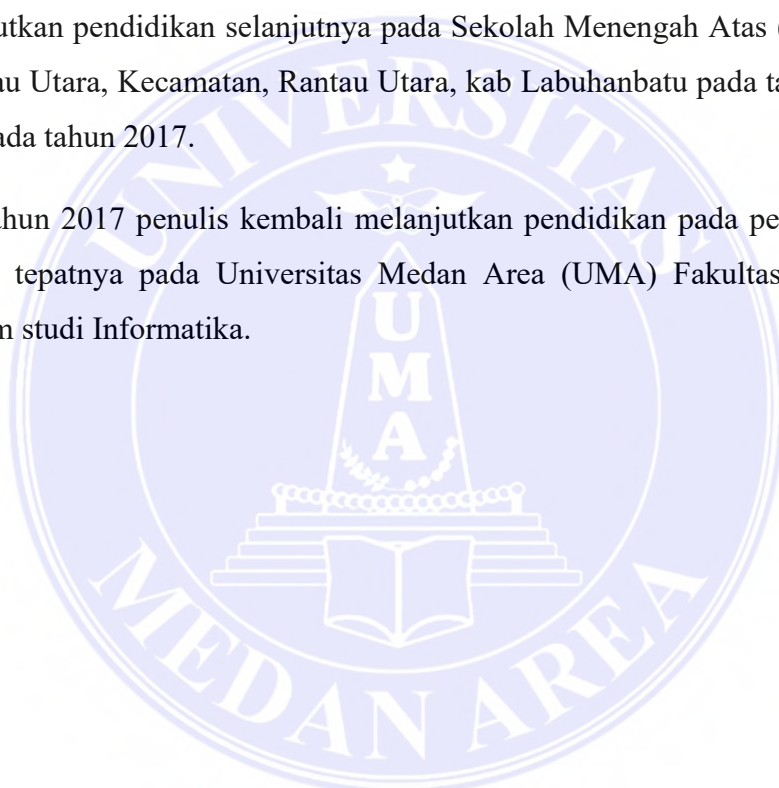 utkan pendidikan selanjutnya pada Sekolah Menengah Atas (
au Utara, Kecamatan, Rantau Utara, kab Labuhanbatu pada ta
ada tahun 2017.
ahun 2017 penulis kembali melanjutkan pendidikan pada pe
tepatnya pada Universitas Medan Area (UMA) Fakultas
m studi Informatika.
UNIVERSITAS
UMA
MEDAN AREA